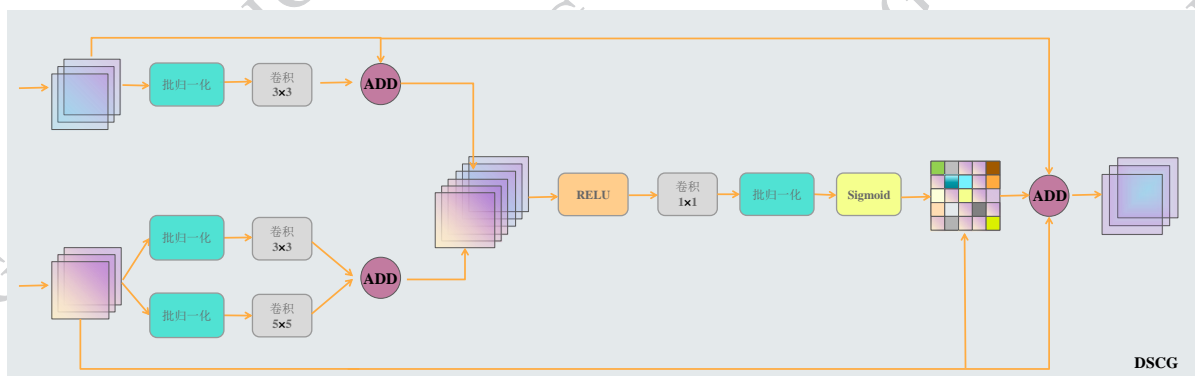 批归一化
卷积
3×3
ADD
RELU
卷积
1×1
批归一化
Sigmoid
ADD
批归一化
卷积
3×3
ADD
批归一化
卷积
5×5
DSCG